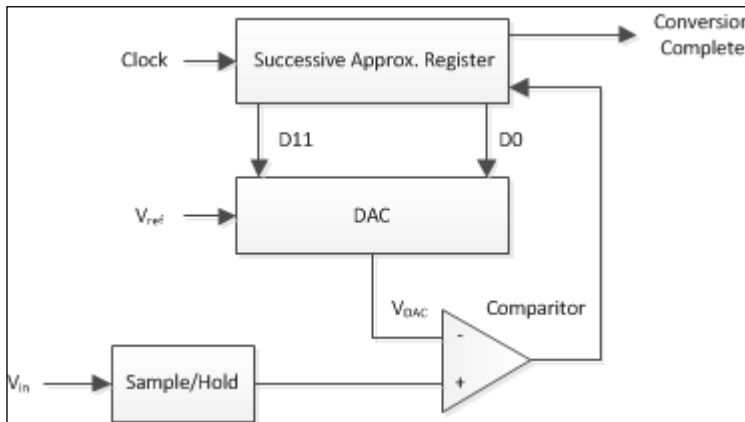 Conversion
Complete
Clock
Successive Approx. Register
D11
D0
Vref
DAC
VDAC
Comparitor
-
Vin
Sample/Hold
+